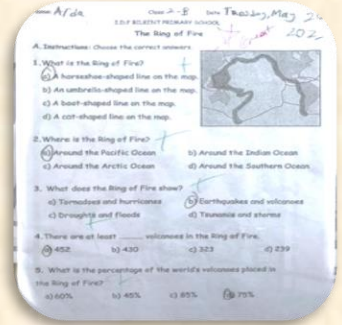 Name: Arda Class: 2-B Date: Tuesday, May 24
I.D.F BILKENT PRIMARY SCHOOL 202
The Ring of Fire great
A. Instructions: Choose the correct answers.
1. What is the Ring of Fire?
a) A horseshoe-shaped line on the map.
b) An umbrella-shaped line on the map.
c) A boat-shaped line on the map.
d) A cat-shaped line on the map.
2. Where is the Ring of Fire?
a) Around the Pacific Ocean b) Around the Indian Ocean
c) Around the Arctic Ocean d) Around the Southern Ocean
3. What does the Ring of Fire show?
a) Tornadoes and hurricanes b) Earthquakes and volcanoes
c) Droughts and floods d) Tsunamis and storms
4. There are at least ______ volcanoes in the Ring of Fire.
a) 452 b) 430 c) 323 d) 239
5. What is the percentage of the world's volcanoes placed in
the Ring of Fire?
a) 60% b) 45% c) 65% d) 75%